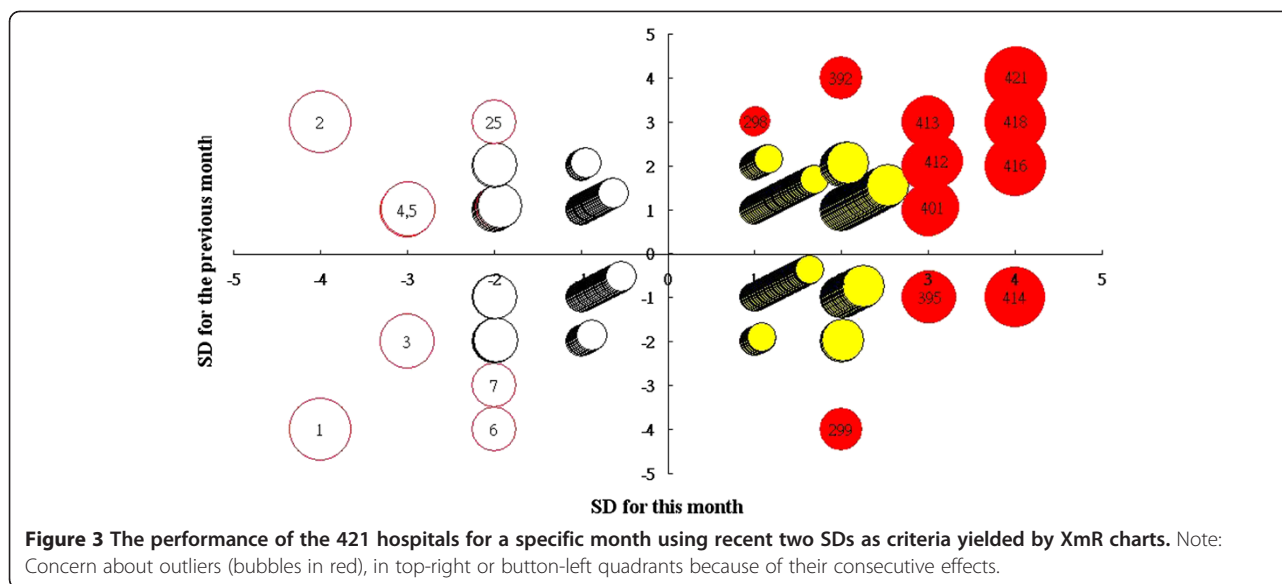 5
4
3
2
1
0
-1
-2
-3
-4
-5
-5 -4 -3 -2 -1 0 1 3 4 5
SD for the previous month
SD for this month
392 421
2 25 298 413 418
412 416
4,5 401
395 414
3
7
1 6 299
Figure 3 The performance of the 421 hospitals for a specific month using recent two SDs as criteria yielded by XmR charts. Note:
Concern about outliers (bubbles in red), in top-right or button-left quadrants because of their consecutive effects.